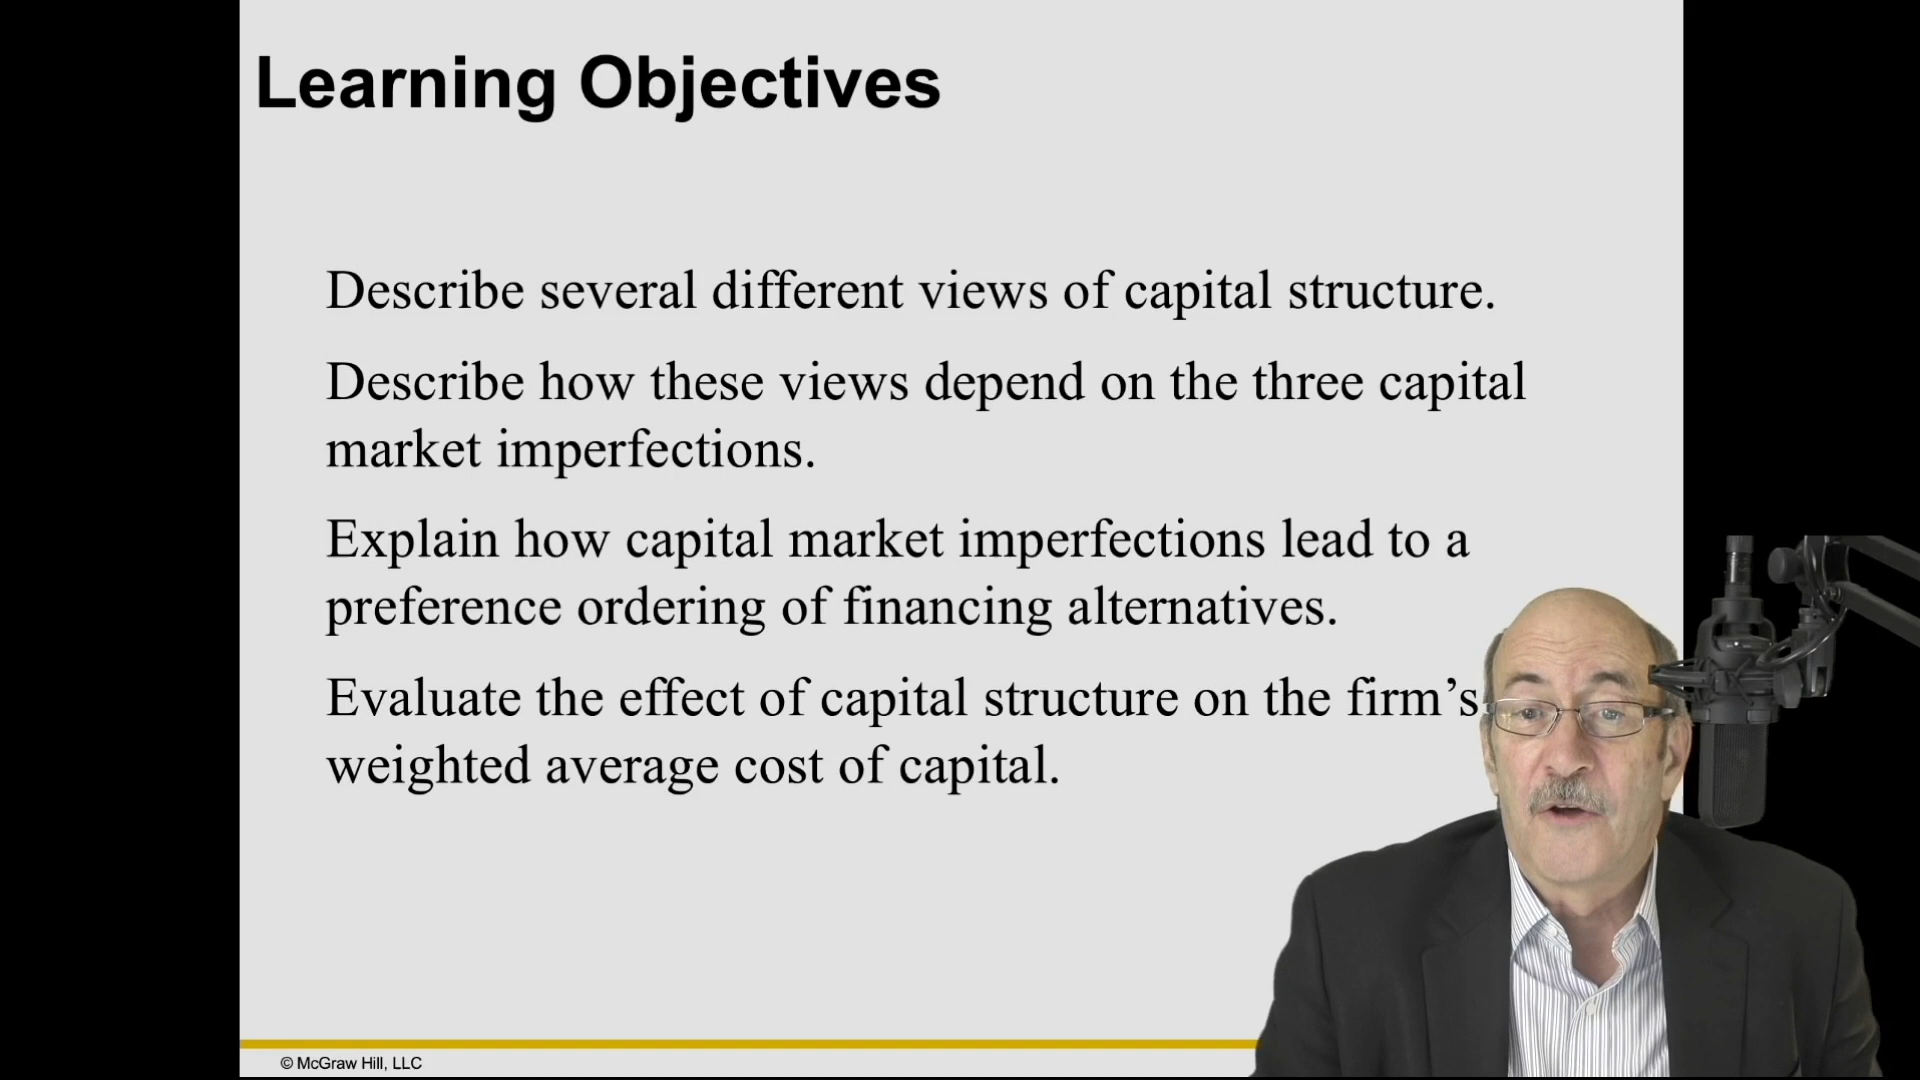 Learning Objectives
Describe several different views of capital structure.
Describe how these views depend on the three capital
market imperfections.
Explain how capital market imperfections lead to a
preference ordering of financing alternatives.
Evaluate the effect of capital structure on the firm’s
weighted average cost of capital.
© McGraw Hill, LLC